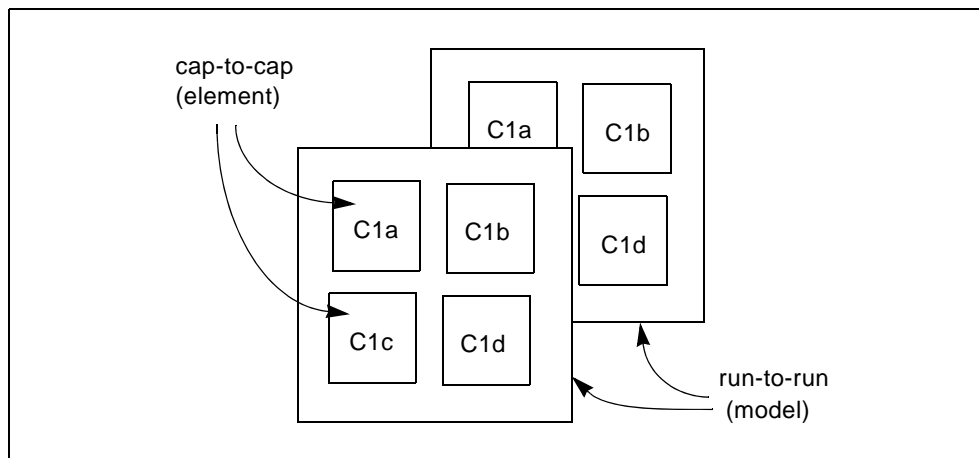 cap-to-cap
(element)
C1a
C1b
C1d
C1a
C1b
C1c
C1d
run-to-run
(model)